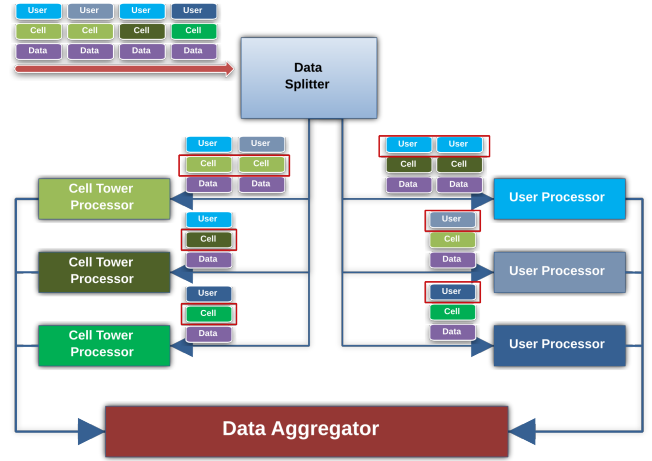 User User User User
Cell Cell Cell Cell
Data Data Data Data
Data
Splitter
User User
Cell Cell
Data Data
User User
Cell Cell
Data Data
Cell Tower
Processor
User Processor
User
Cell
Data
User
Cell
Data
Cell Tower
Processor
User Processor
User
Cell
Data
User
Cell
Data
Cell Tower
Processor
User Processor
Data Aggregator